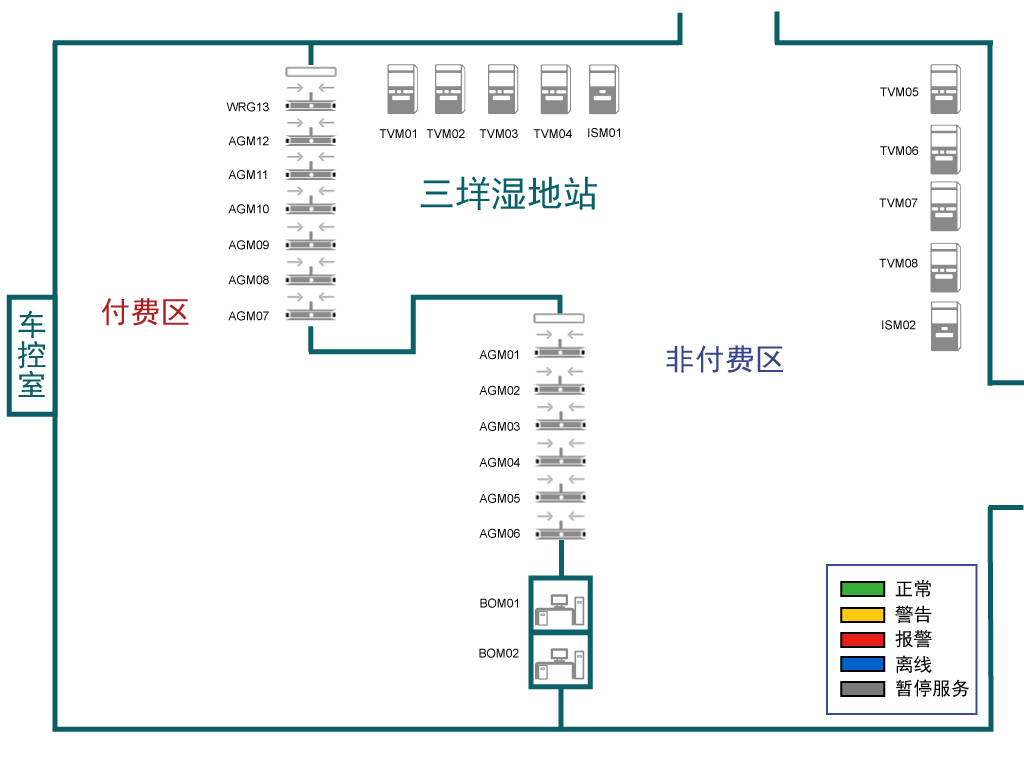 WRG13
AGM12
AGM11
AGM10
AGM09
AGM08
AGM07
TVM01
TVM02
TVM03
TVM04
ISM01
三垟湿地站
TVM05
TVM06
TVM07
TVM08
ISM02
付费区
车控室
非付费区
AGM01
AGM02
AGM03
AGM04
AGM05
AGM06
BOM01
BOM02
正常
警告
报警
离线
暂停服务